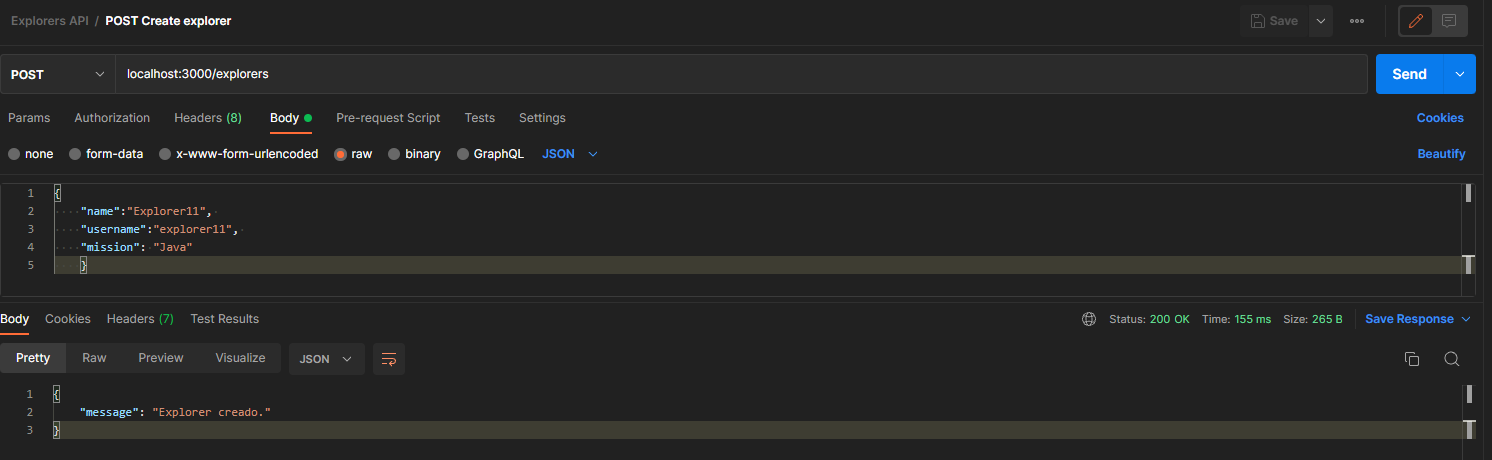 Explorers API / POST Create explorer
Save
POST localhost:3000/explorers Send
Params Authorization Headers (8) Body Pre-request Script Tests Settings Cookies
none form-data x-www-form-urlencoded raw binary GraphQL JSON Beautify
1 {
2 "name":"Explorer11",
3 "username":"explorer11",
4 "mission": "Java"
5 }
Body Cookies Headers (7) Test Results Status: 200 OK Time: 155 ms Size: 265 B Save Response
Pretty Raw Preview Visualize JSON
1 {
2 "message": "Explorer creado."
3 }